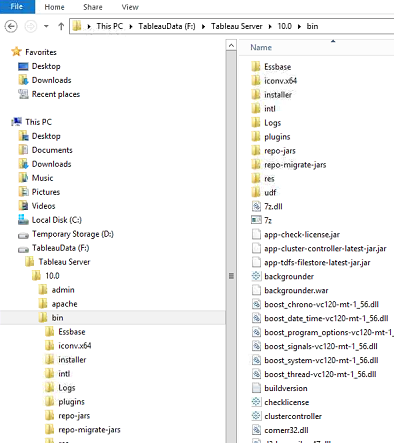 File
Home
Share
View
This PC
TableauData (F:)
Tableau Server
10.0
bin
Favorites
Desktop
Downloads
Recent places
This PC
Desktop
Documents
Downloads
Music
Pictures
Videos
Local Disk (C:)
Temporary Storage (D:)
TableauData (F:)
Tableau Server
10.0
admin
apache
bin
Essbase
iconv.x64
installer
intl
Logs
plugins
repo-jars
repo-migrate-jars
Name
Essbase
iconv.x64
installer
intl
Logs
plugins
repo-jars
repo-migrate-jars
res
udf
7z.dll
7z
app-check-license.jar
app-cluster-controller-latest-jar.jar
app-tdfs-filestore-latest-jar.jar
backgrounder
backgrounder.war
boost_chrono-vc120-mt-1_56.dll
boost_date_time-vc120-mt-1_56.dll
boost_program_options-vc120-mt-1
boost_signals-vc120-mt-1_56.dll
boost_system-vc120-mt-1_56.dll
boost_thread-vc120-mt-1_56.dll
buildversion
checklicense
clustercontroller
comerr32.dll